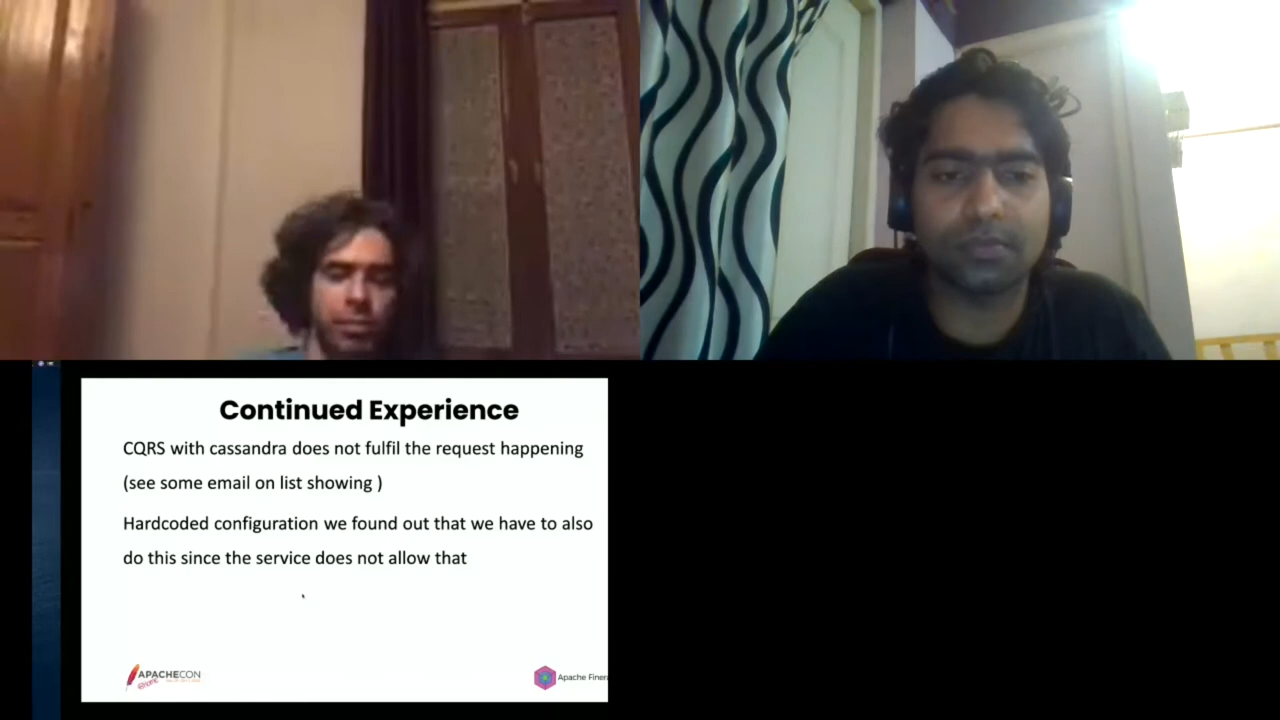 Continued Experience
CQRS with cassandra does not fulfil the request happening
(see some email on list showing )
Hardcoded configuration we found out that we have to also
do this since the service does not allow that
APACHECON
@HOME
Apache Finera